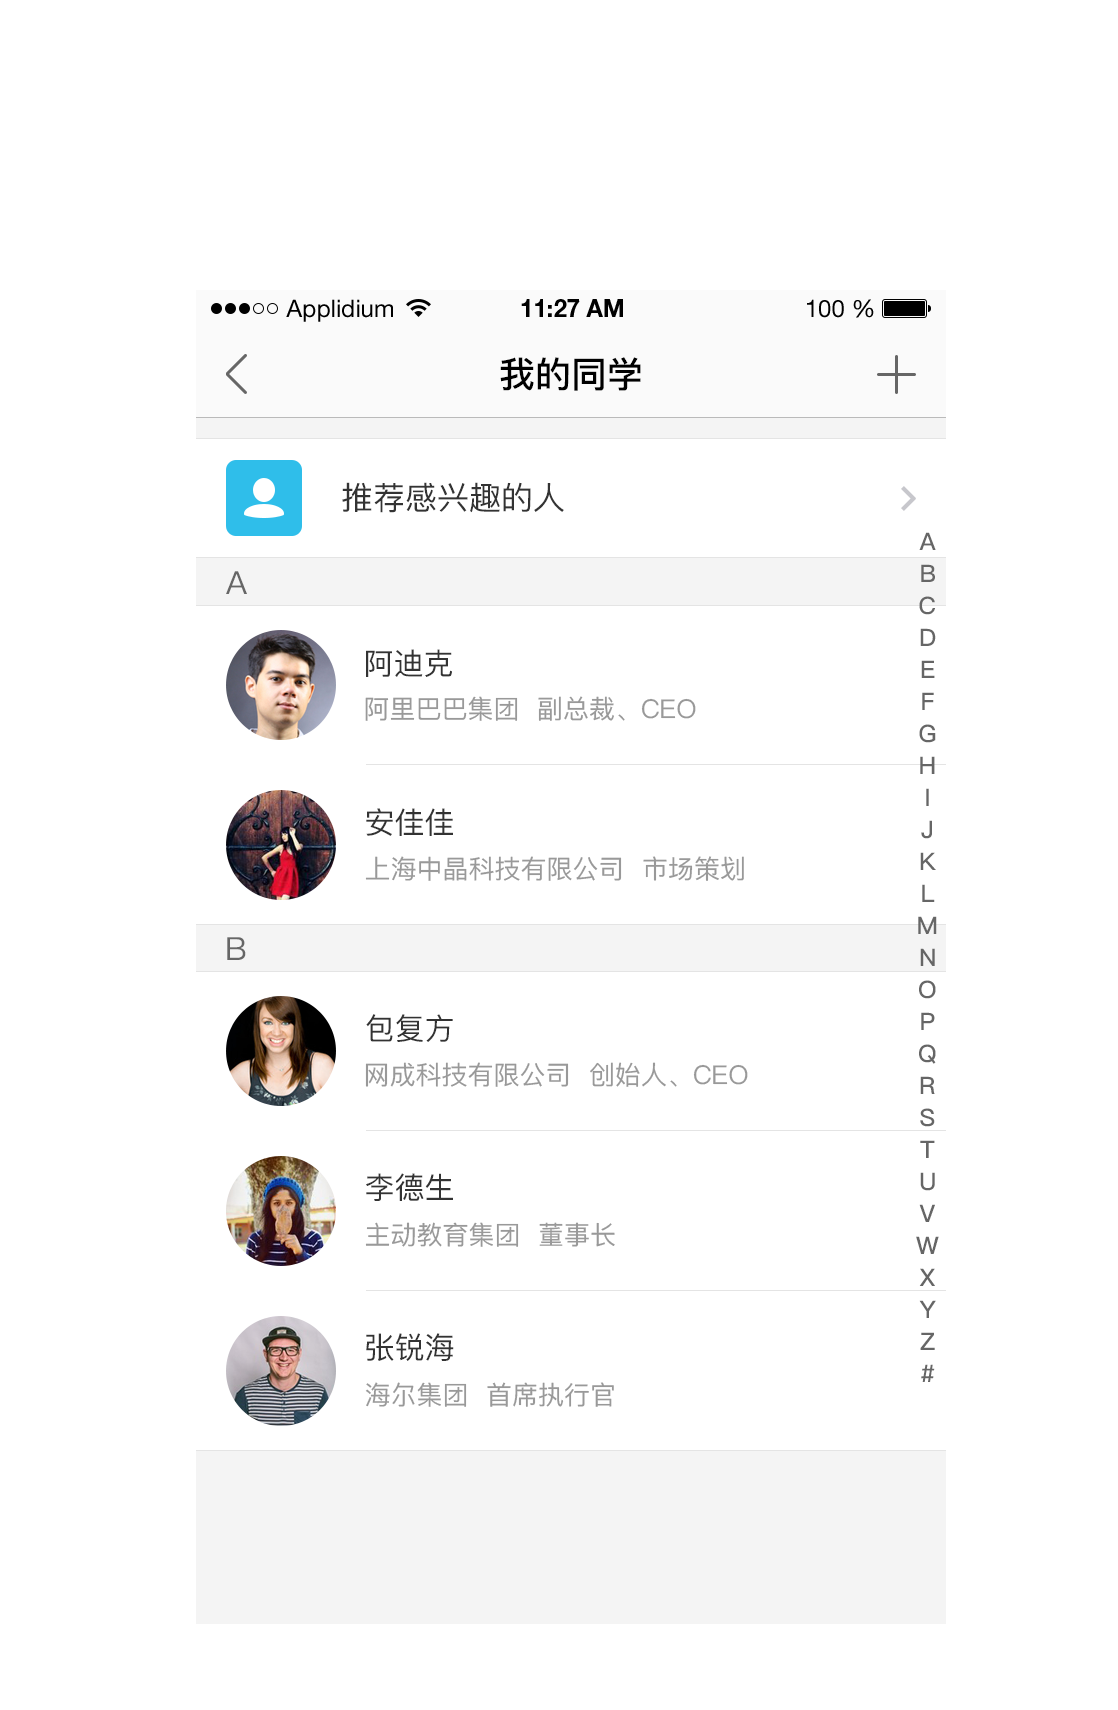 Applidium 11:27 AM 100 %
我的同学
推荐感兴趣的人
A
阿迪克
阿里巴巴集团 副总裁、CEO
安佳佳
上海中晶科技有限公司 市场策划
B
包复方
网成科技有限公司 创始人、CEO
李德生
主动教育集团 董事长
张锐海
海尔集团 首席执行官
A
B
C
D
E
F
G
H
I
J
K
L
M
N
O
P
Q
R
S
T
U
V
W
X
Y
Z
#